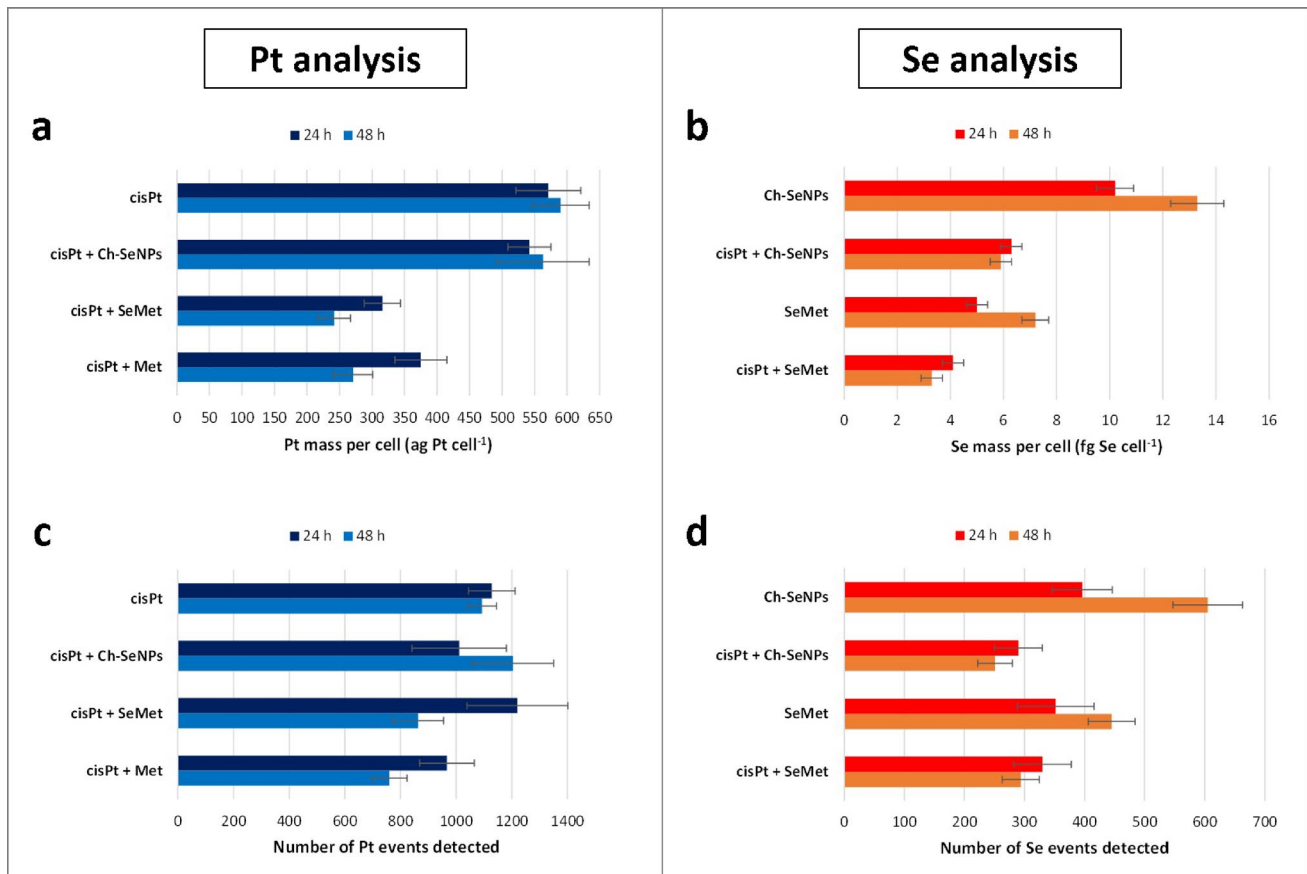 Pt analysis
Se analysis
a
24 h 48 h
cisPt
cisPt + Ch-SeNPs
cisPt + SeMet
cisPt + Met
0 50 100 150 200 250 300 350 400 450 500 550 600 650
Pt mass per cell (ag Pt cell⁻¹)
b
24 h 48 h
Ch-SeNPs
cisPt + Ch-SeNPs
SeMet
cisPt + SeMet
0 2 4 6 8 10 12 14 16
Se mass per cell (fg Se cell⁻¹)
c
24 h 48 h
cisPt
cisPt + Ch-SeNPs
cisPt + SeMet
cisPt + Met
0 200 400 600 800 1000 1200 1400
Number of Pt events detected
d
24 h 48 h
Ch-SeNPs
cisPt + Ch-SeNPs
SeMet
cisPt + SeMet
0 100 200 300 400 500 600 700
Number of Se events detected